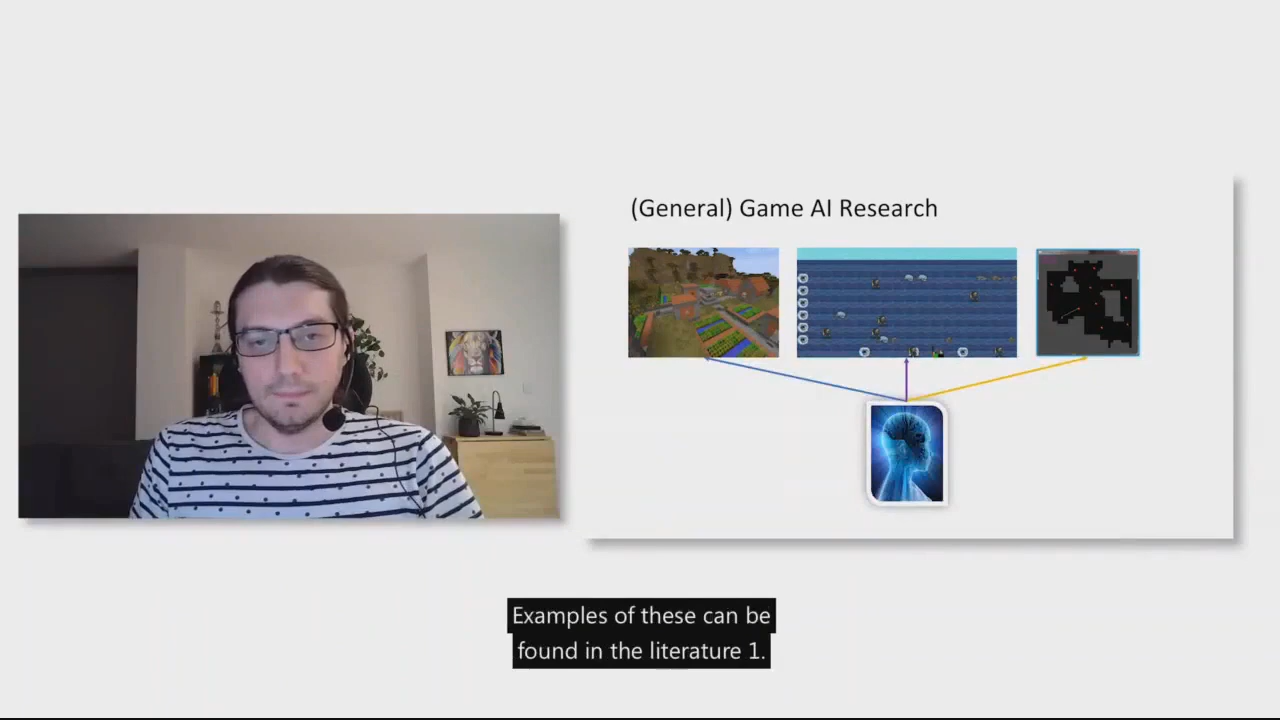 (General) Game AI Research
Examples of these can be
found in the literature 1.